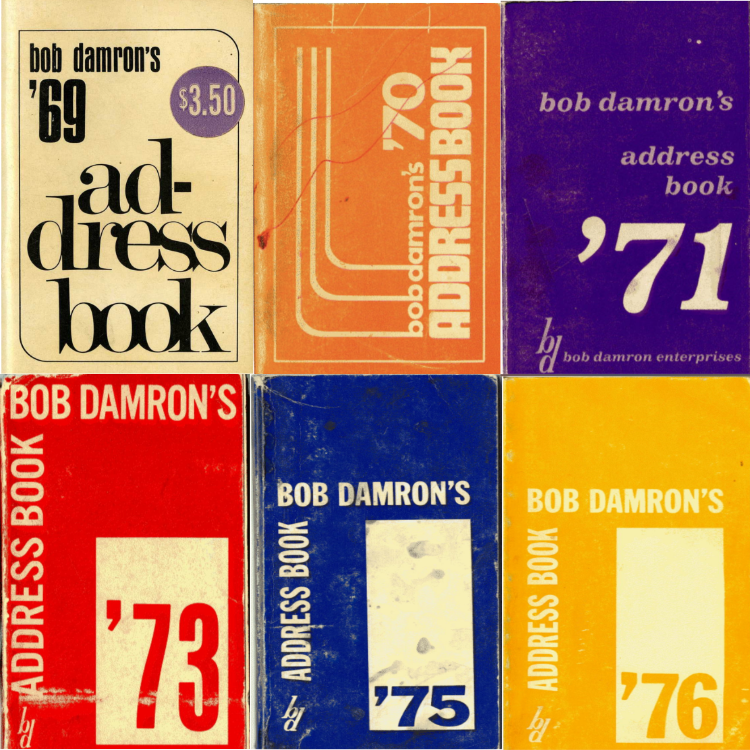 bob damron's
'69
$3.50
ad-
dress
book
bob damron's '70
ADDRESS BOOK
bob damron's
address
book
'71
bd bob damron enterprises
BOB DAMRON'S
ADDRESS BOOK
'73
bd
BOB DAMRON'S
ADDRESS BOOK
'75
bd
BOB DAMRON'S
ADDRESS BOOK
'76
bd